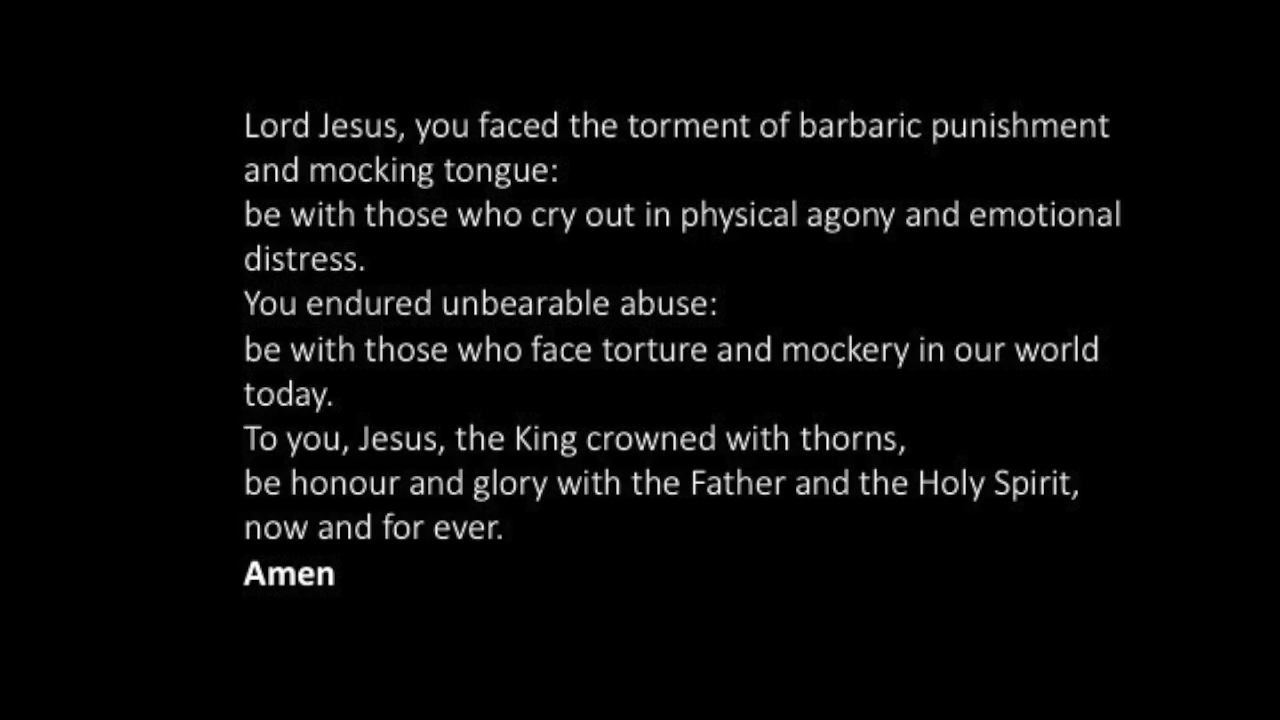 Lord Jesus, you faced the torment of barbaric punishment
and mocking tongue:
be with those who cry out in physical agony and emotional
distress.
You endured unbearable abuse:
be with those who face torture and mockery in our world
today.
To you, Jesus, the King crowned with thorns,
be honour and glory with the Father and the Holy Spirit,
now and for ever.
Amen